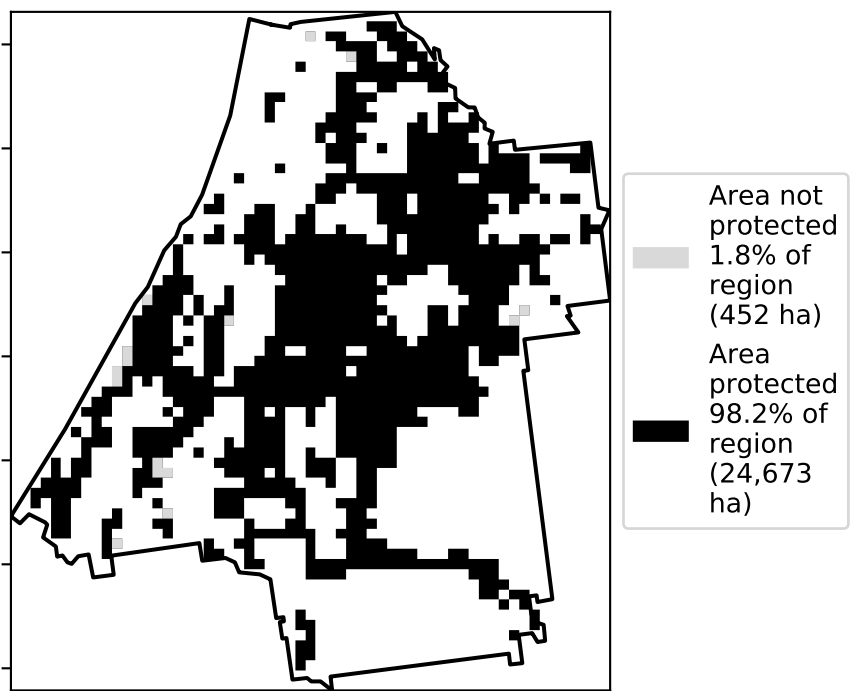 Area not
protected
1.8% of
region
(452 ha)
Area
protected
98.2% of
region
(24,673
ha)